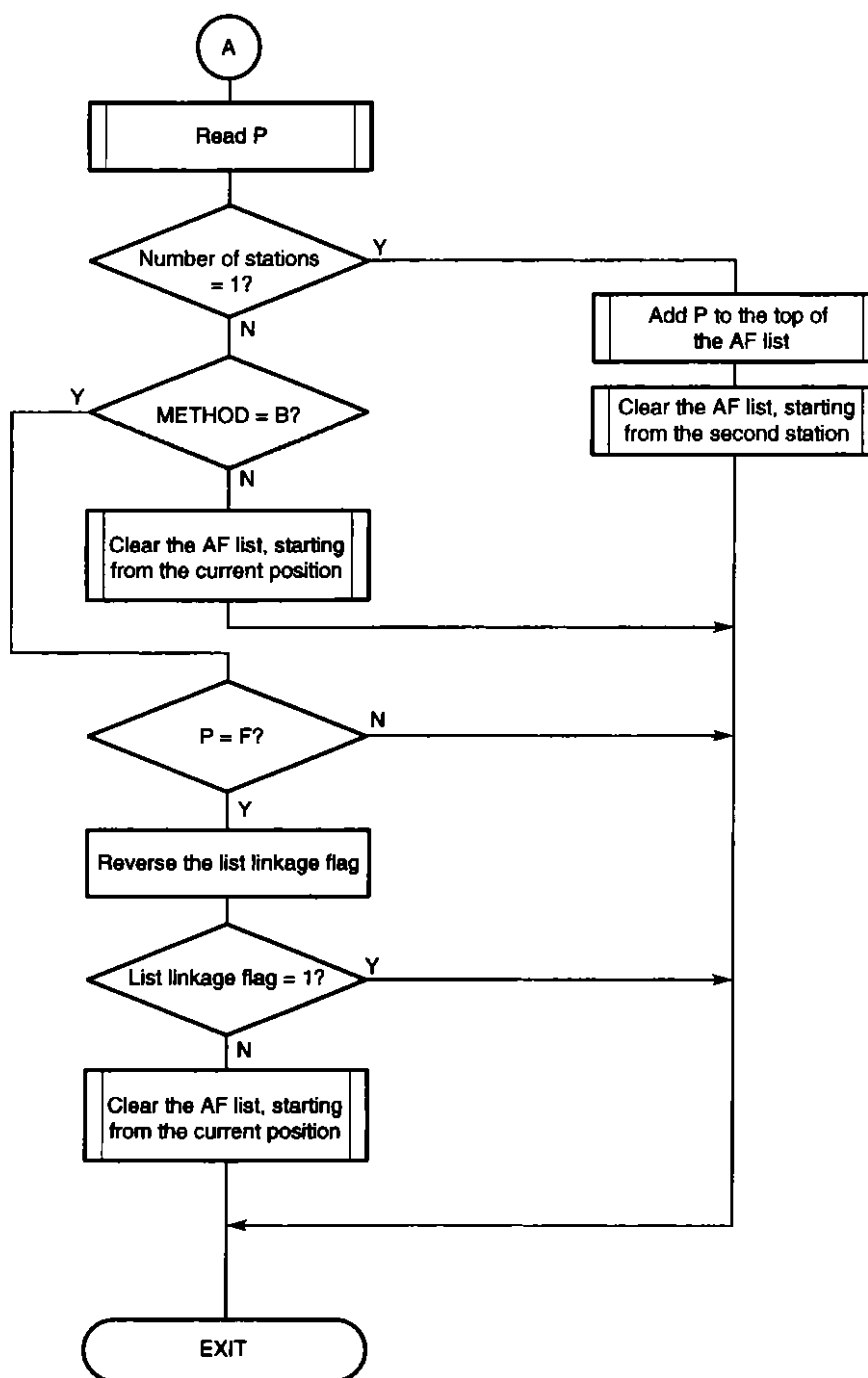 A
Read P
Number of stations
= 1?
Y
N
Add P to the top of
the AF list
Clear the AF list, starting
from the second station
METHOD = B?
Y
N
Clear the AF list, starting
from the current position
P = F?
N
Y
Reverse the list linkage flag
List linkage flag = 1?
Y
N
Clear the AF list, starting
from the current position
EXIT